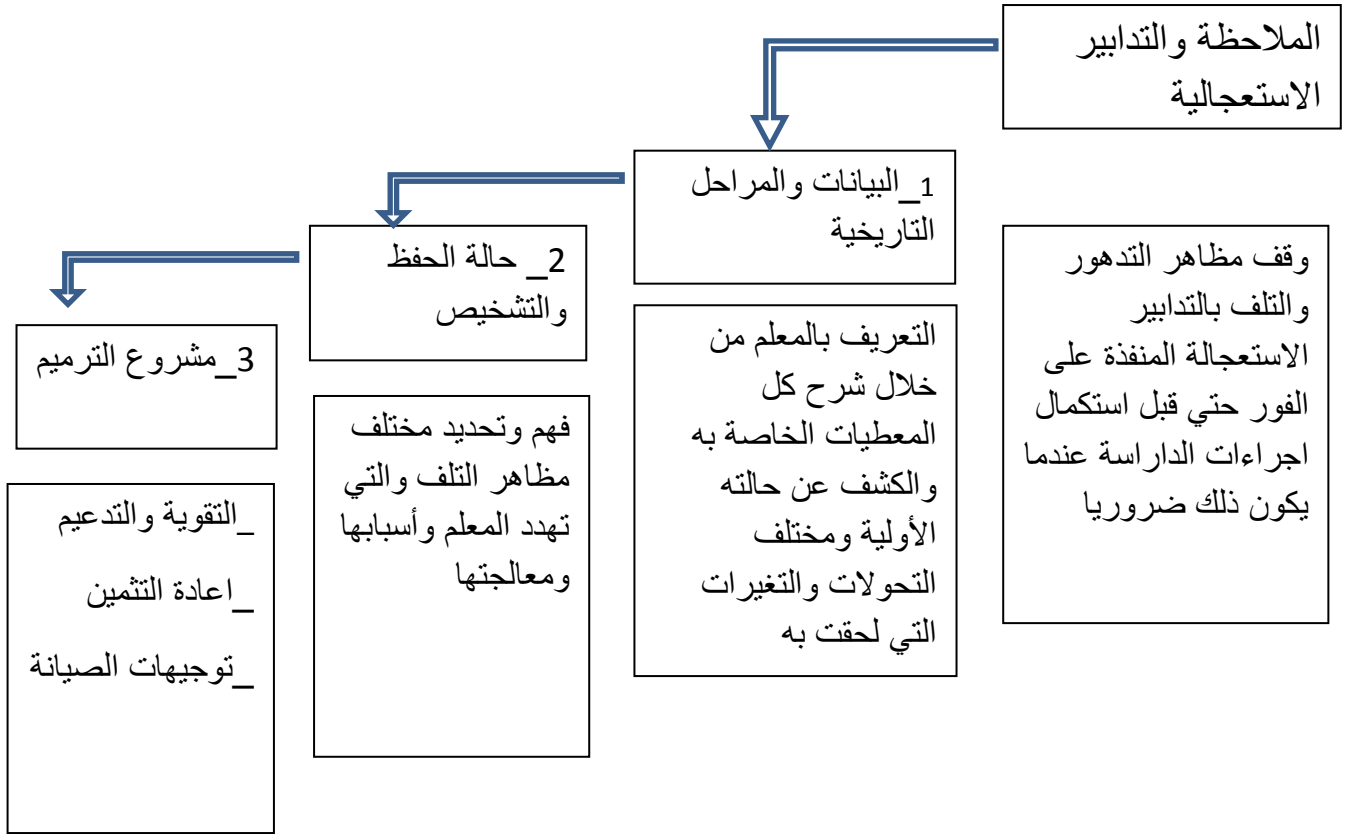 الملاحظة والتدابير
الاستعجالية
وقف مظاهر التدهور
والتلف بالتدابير
الاستعجالة المنفذة على
الفور حتي قبل استكمال
اجراءات الداراسة عندما
يكون ذلك ضروريا
1_البيانات والمراحل
التاريخية
التعريف بالمعلم من
خلال شرح كل
المعطيات الخاصة به
والكشف عن حالته
الأولية ومختلف
التحولات والتغيرات
التي لحقت به
2_ حالة الحفظ
والتشخيص
فهم وتحديد مختلف
مظاهر التلف والتي
تهدد المعلم وأسبابها
ومعالجتها
3_مشروع الترميم
_التقوية والتدعيم
_اعادة التثمين
_توجيهات الصيانة